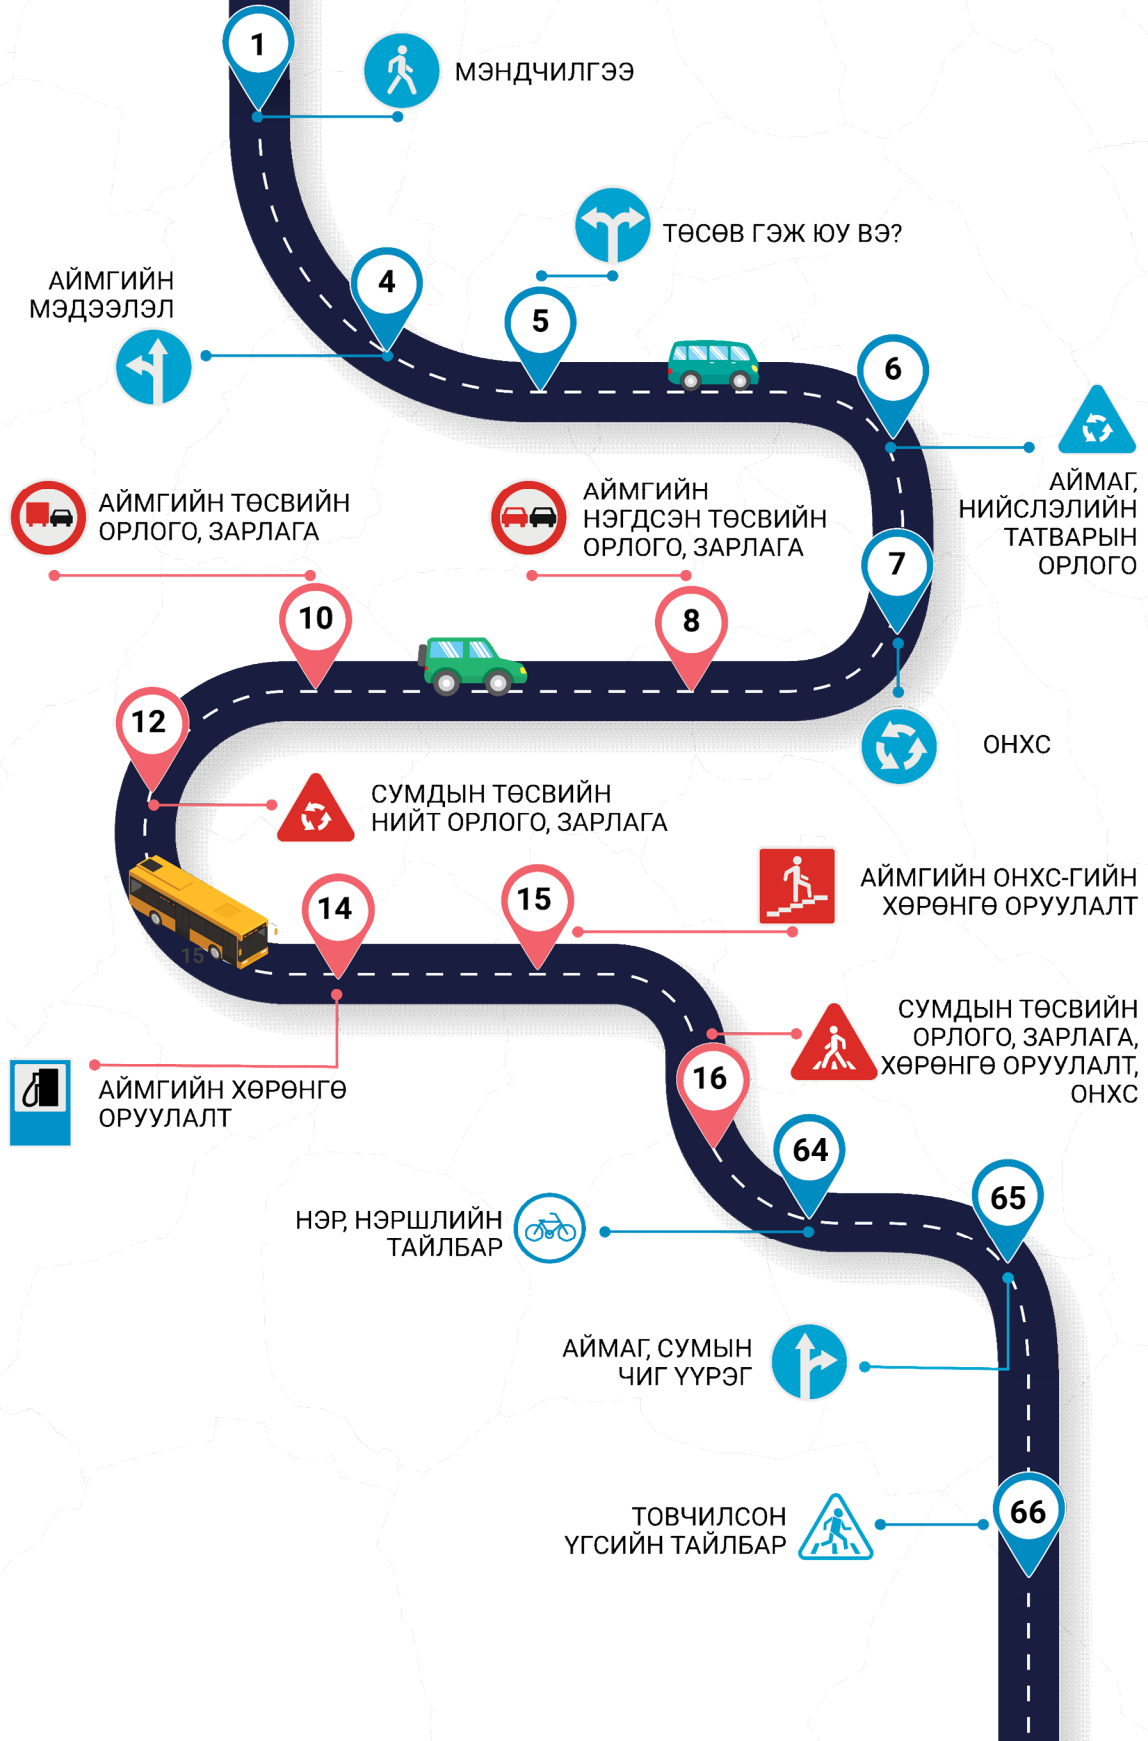 1
МЭНДЧИЛГЭЭ
ТӨСӨВ ГЭЖ ЮУ ВЭ?
4
АЙМГИЙН
МЭДЭЭЛЭЛ
5
6
АЙМАГ,
НИЙСЛЭЛИЙН
ТАТВАРЫН
ОРЛОГО
АЙМГИЙН ТӨСВИЙН
ОРЛОГО, ЗАРЛАГА
АЙМГИЙН
НЭГДСЭН ТӨСВИЙН
ОРЛОГО, ЗАРЛАГА
7
10
8
12
ОНХС
СУМДЫН ТӨСВИЙН
НИЙТ ОРЛОГО, ЗАРЛАГА
14
15
АЙМГИЙН ОНХС-ГИЙН
ХӨРӨНГӨ ОРУУЛАЛТ
15
СУМДЫН ТӨСВИЙН
ОРЛОГО, ЗАРЛАГА,
ХӨРӨНГӨ ОРУУЛАЛТ,
ОНХС
16
АЙМГИЙН ХӨРӨНГӨ
ОРУУЛАЛТ
64
65
НЭР, НЭРШЛИЙН
ТАЙЛБАР
АЙМАГ, СУМЫН
ЧИГ ҮҮРЭГ
66
ТОВЧИЛСОН
ҮГСИЙН ТАЙЛБАР